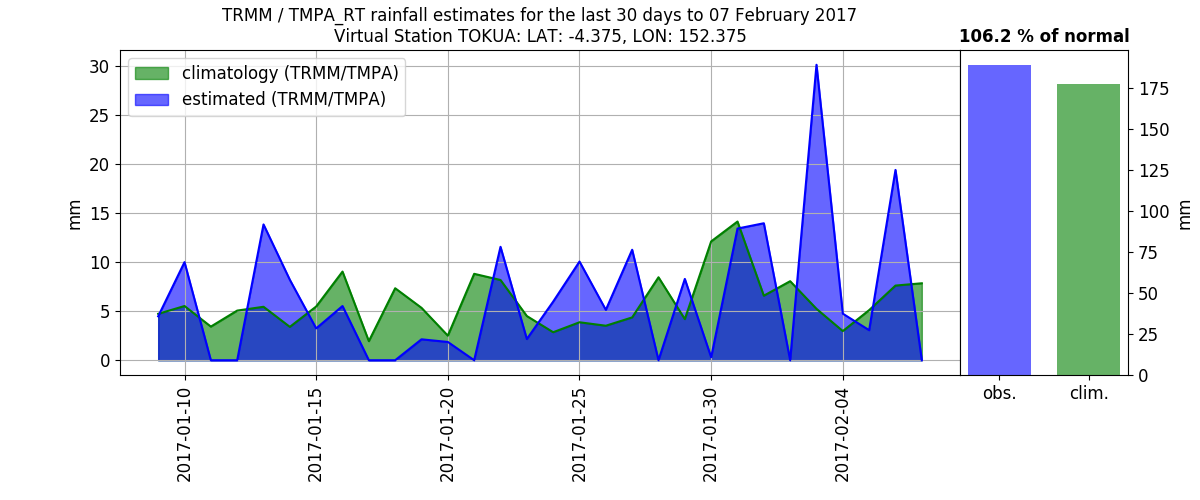 TRMM / TMPA_RT rainfall estimates for the last 30 days to 07 February 2017
Virtual Station TOKUA: LAT: -4.375, LON: 152.375
106.2 % of normal
climatology (TRMM/TMPA)
estimated (TRMM/TMPA)
mm
30
25
20
15
10
5
0
2017-01-10
2017-01-15
2017-01-20
2017-01-25
2017-01-30
2017-02-04
175
150
125
100
75
50
25
0
mm
obs.
clim.